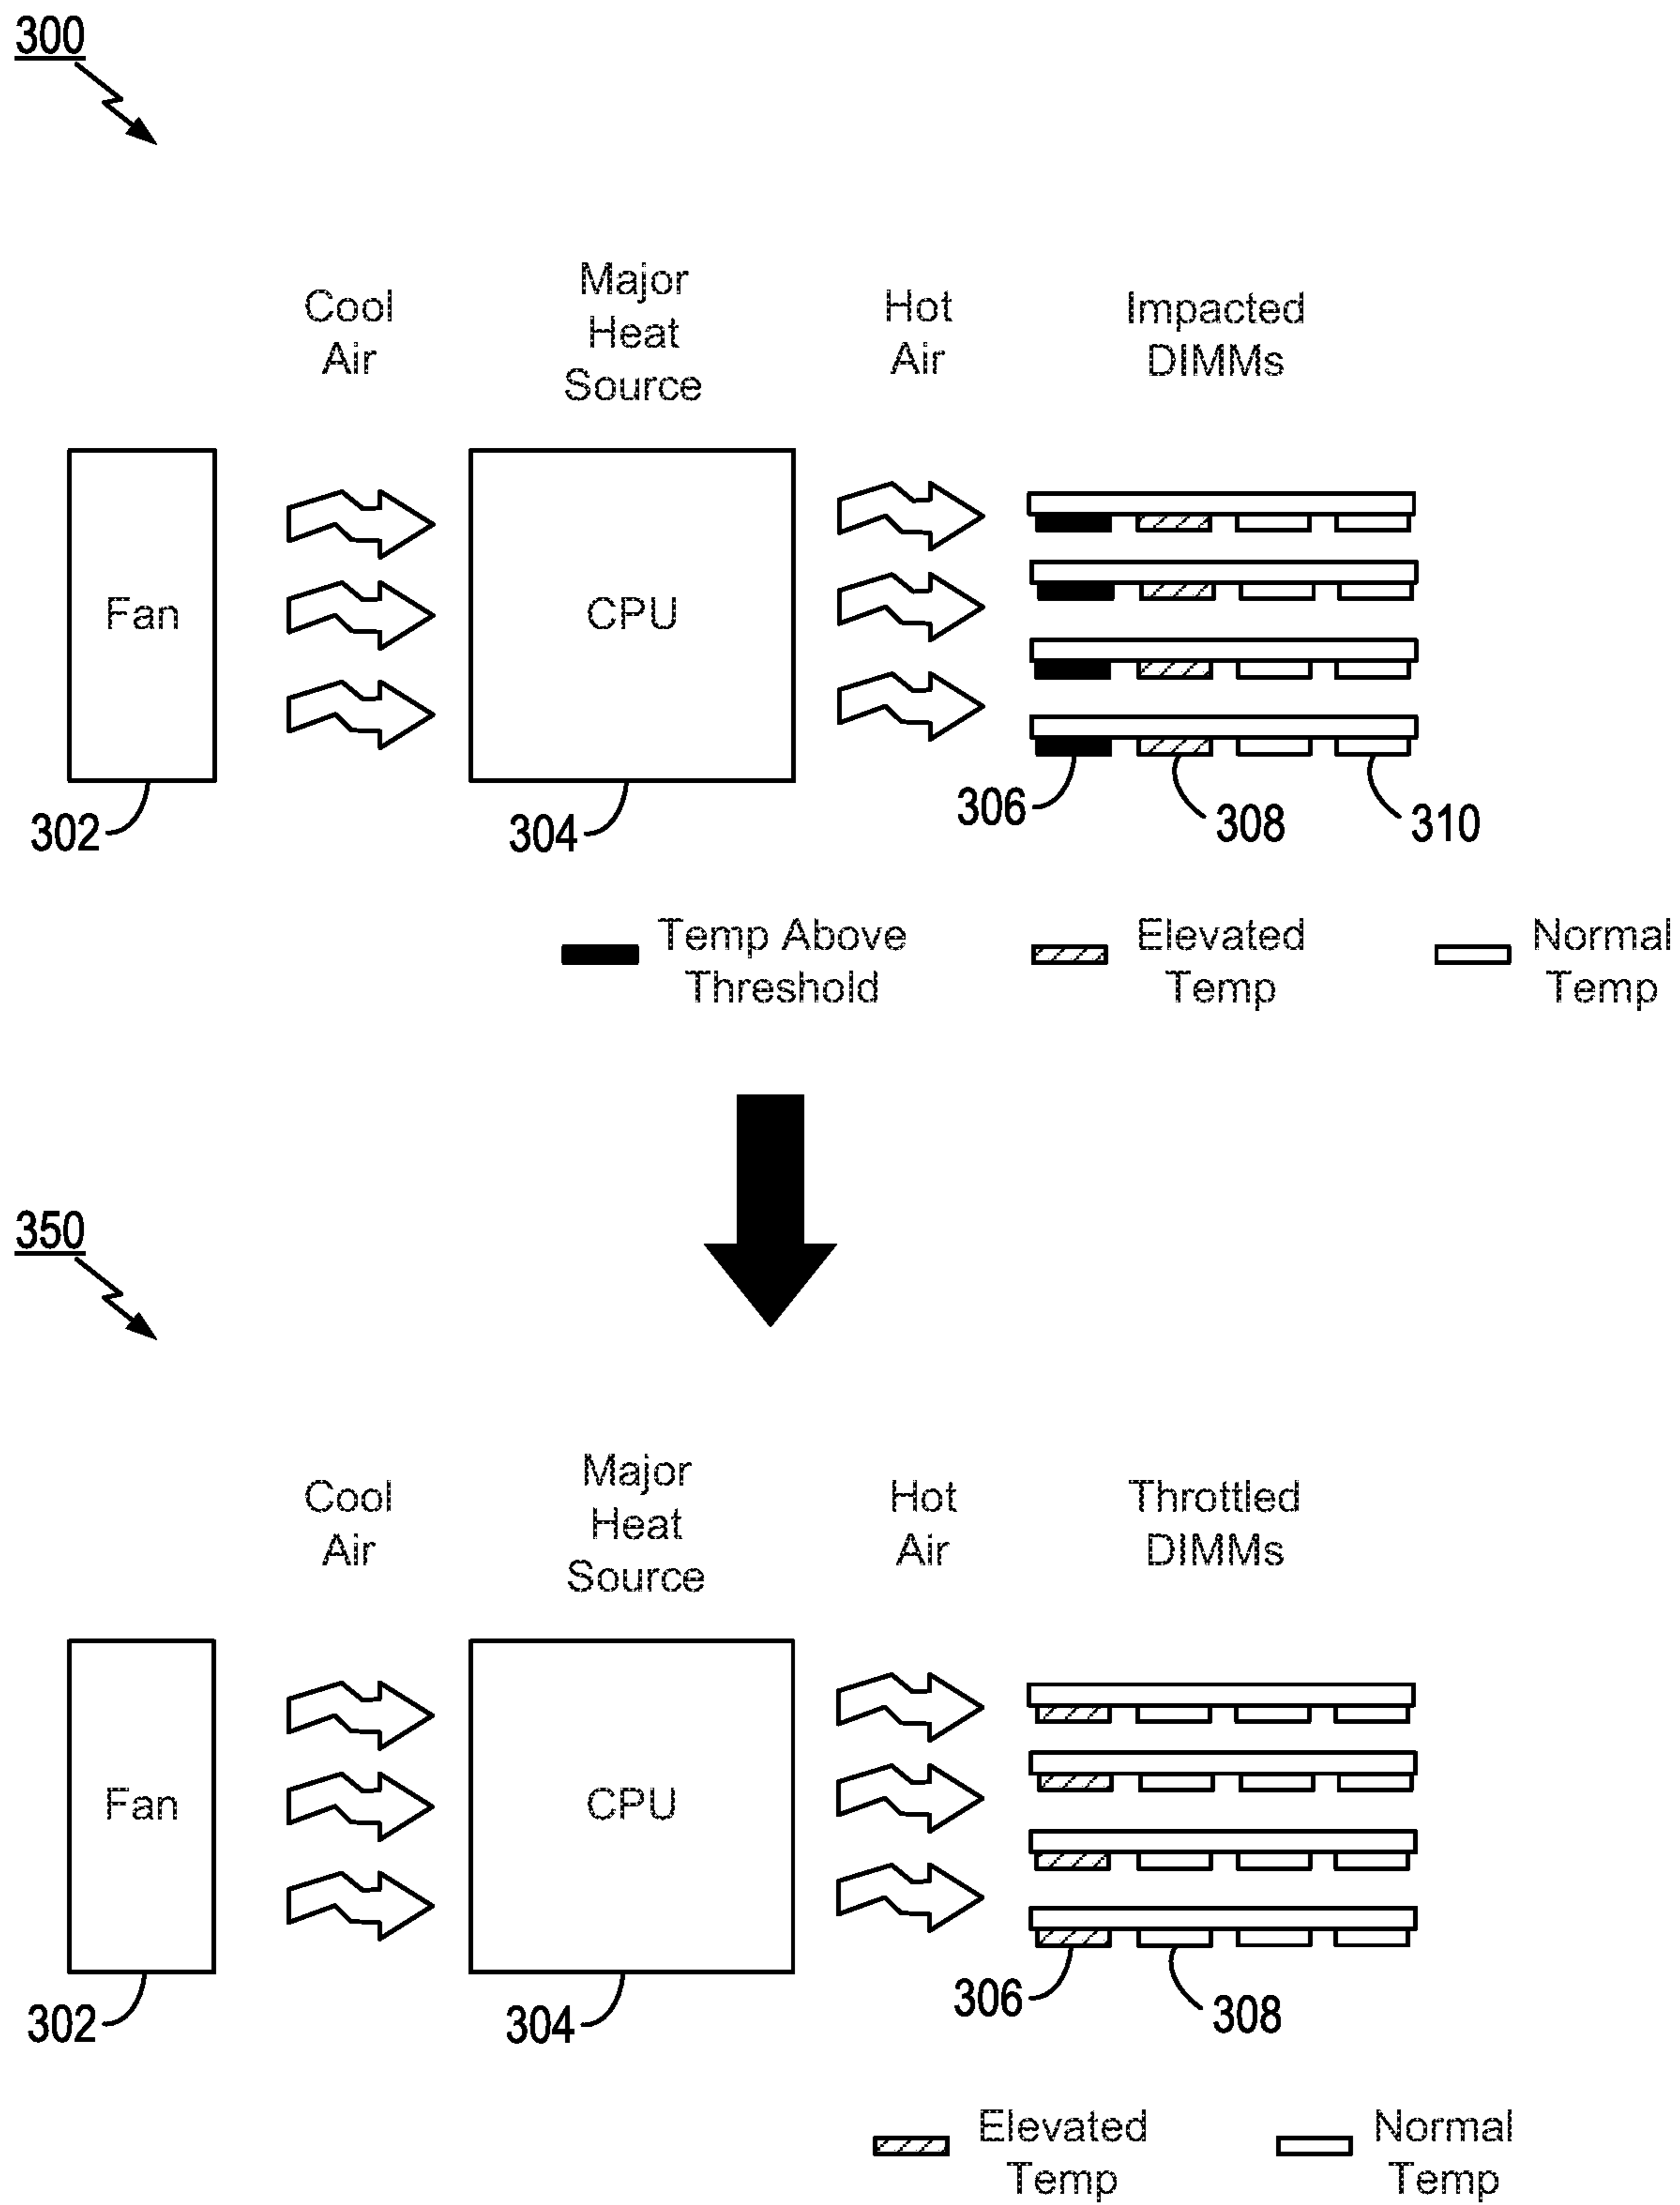 300
Cool
Air
Major
Heat
Source
Hot
Air
Impacted
DIMMs
Fan
CPU
302
304
306
308
310
Temp Above
Threshold
Elevated
Temp
Normal
Temp
350
Cool
Air
Major
Heat
Source
Hot
Air
Throttled
DIMMs
Fan
CPU
302
304
306
308
Elevated
Temp
Normal
Temp